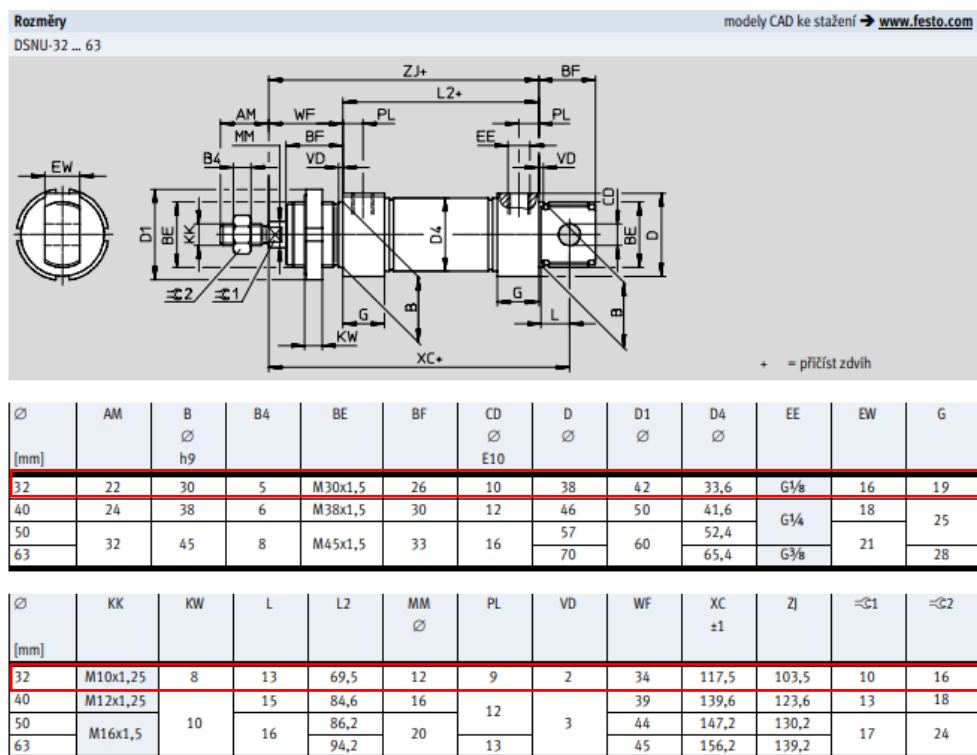 Rozměry modely CAD ke stažení ➔ www.festo.com
DSNU-32 ... 63
ZJ+ BF
L2+
AM WF PL PL
MM BF EE
B4 VD VD
EW CD
D1 BE KK D4 BE D
⌀2 ⌀1 G G
B L B
KW
XC+
+ = přičíst zdvih
∅ AM B B4 BE BF CD D D1 D4 EE EW G
∅ ∅ ∅ ∅ ∅
[mm] h9 E10
32 22 30 5 M30x1,5 26 10 38 42 33,6 G⅛ 16 19
40 24 38 6 M38x1,5 30 12 46 50 41,6 G¼ 18 25
50 32 45 8 M45x1,5 33 16 57 60 52,4 21
63 70 65,4 G⅜ 28
∅ KK KW L L2 MM PL VD WF XC ZJ =©1 =©2
∅ ±1
[mm]
32 M10x1,25 8 13 69,5 12 9 2 34 117,5 103,5 10 16
40 M12x1,25 10 15 84,6 16 12 3 39 139,6 123,6 13 18
50 M16x1,5 16 86,2 20 44 147,2 130,2 17 24
63 94,2 13 45 156,2 139,2